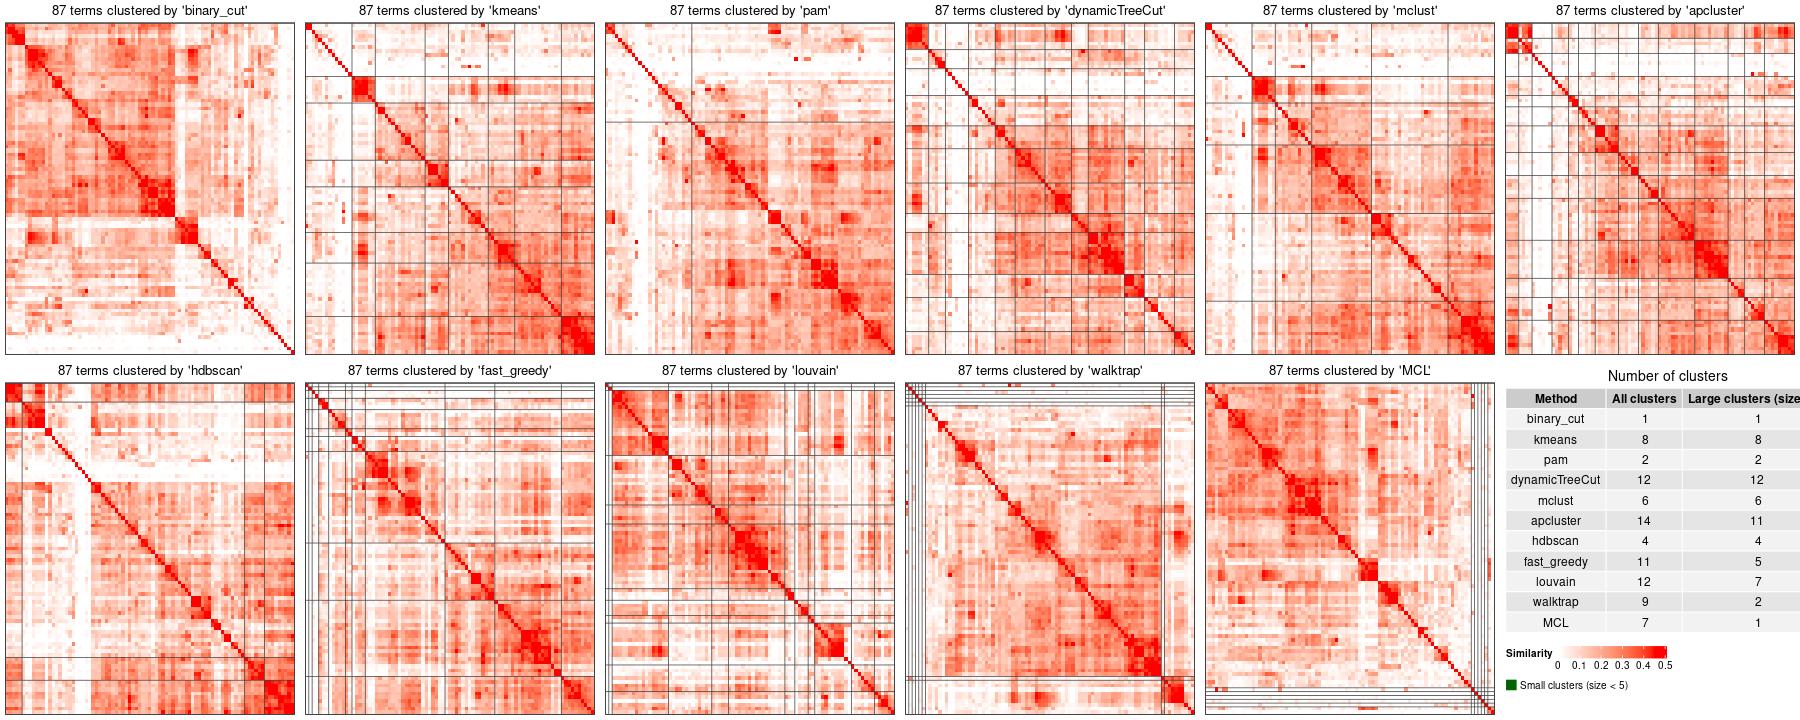 87 terms clustered by 'binary_cut'
87 terms clustered by 'kmeans'
87 terms clustered by 'pam'
87 terms clustered by 'dynamicTreeCut'
87 terms clustered by 'mclust'
87 terms clustered by 'apcluster'
87 terms clustered by 'hdbscan'
87 terms clustered by 'fast_greedy'
87 terms clustered by 'louvain'
87 terms clustered by 'walktrap'
87 terms clustered by 'MCL'
Number of clusters
Method All clusters Large clusters (size
binary_cut 1 1
kmeans 8 8
pam 2 2
dynamicTreeCut 12 12
mclust 6 6
apcluster 14 11
hdbscan 4 4
fast_greedy 11 5
louvain 12 7
walktrap 9 2
MCL 7 1
Similarity
0 0.1 0.2 0.3 0.4 0.5
Small clusters (size < 5)